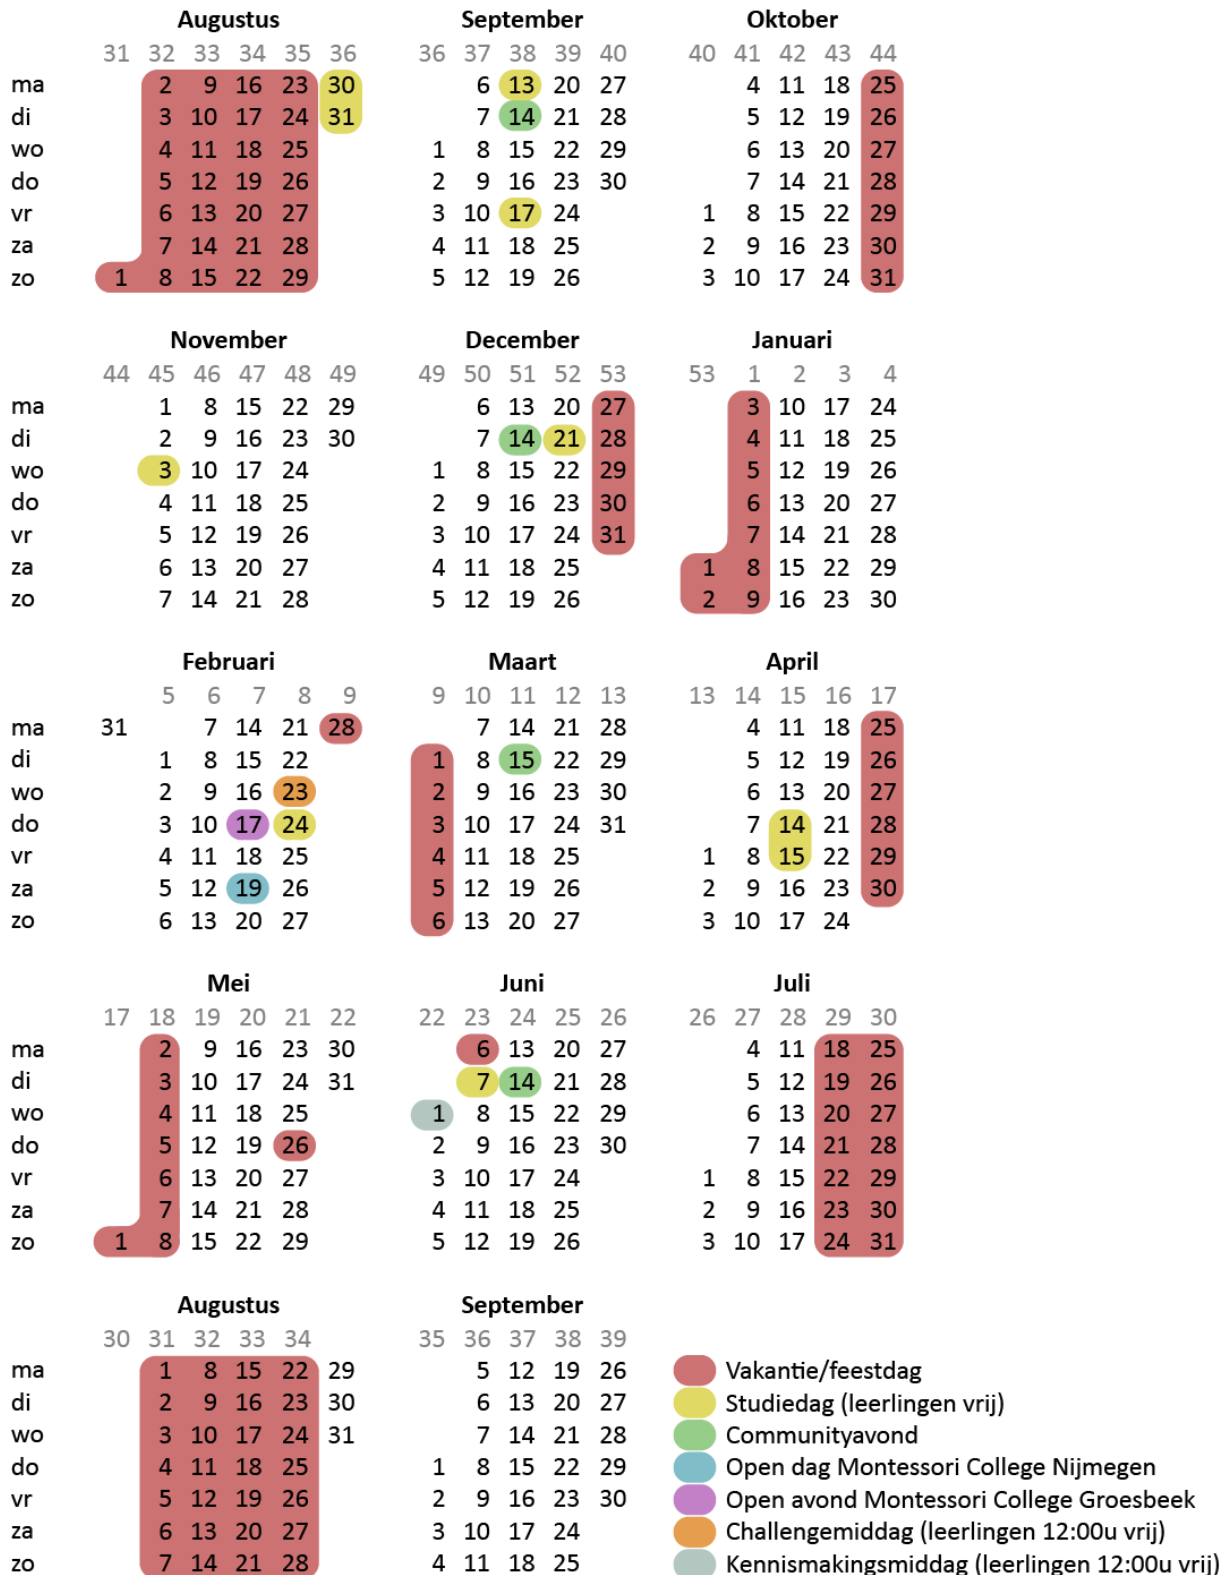 Augustus September Oktober
31 32 33 34 35 36 36 37 38 39 40 40 41 42 43 44
ma 2 9 16 23 30 6 13 20 27 4 11 18 25
di 3 10 17 24 31 7 14 21 28 5 12 19 26
wo 4 11 18 25 1 8 15 22 29 6 13 20 27
do 5 12 19 26 2 9 16 23 30 7 14 21 28
vr 6 13 20 27 3 10 17 24 1 8 15 22 29
za 7 14 21 28 4 11 18 25 2 9 16 23 30
zo 1 8 15 22 29 5 12 19 26 3 10 17 24 31
November December Januari
44 45 46 47 48 49 49 50 51 52 53 53 1 2 3 4
ma 1 8 15 22 29 6 13 20 27 3 10 17 24
di 2 9 16 23 30 7 14 21 28 4 11 18 25
wo 3 10 17 24 1 8 15 22 29 5 12 19 26
do 4 11 18 25 2 9 16 23 30 6 13 20 27
vr 5 12 19 26 3 10 17 24 31 7 14 21 28
za 6 13 20 27 4 11 18 25 1 8 15 22 29
zo 7 14 21 28 5 12 19 26 2 9 16 23 30
Februari Maart April
5 6 7 8 9 9 10 11 12 13 13 14 15 16 17
ma 31 7 14 21 28 7 14 21 28 4 11 18 25
di 1 8 15 22 1 8 15 22 29 5 12 19 26
wo 2 9 16 23 2 9 16 23 30 6 13 20 27
do 3 10 17 24 3 10 17 24 31 7 14 21 28
vr 4 11 18 25 4 11 18 25 1 8 15 22 29
za 5 12 19 26 5 12 19 26 2 9 16 23 30
zo 6 13 20 27 6 13 20 27 3 10 17 24
Mei Juni Juli
17 18 19 20 21 22 22 23 24 25 26 26 27 28 29 30
ma 2 9 16 23 30 6 13 20 27 4 11 18 25
di 3 10 17 24 31 7 14 21 28 5 12 19 26
wo 4 11 18 25 1 8 15 22 29 6 13 20 27
do 5 12 19 26 2 9 16 23 30 7 14 21 28
vr 6 13 20 27 3 10 17 24 1 8 15 22 29
za 7 14 21 28 4 11 18 25 2 9 16 23 30
zo 1 8 15 22 29 5 12 19 26 3 10 17 24 31
Augustus September
30 31 32 33 34 35 36 37 38 39
ma 1 8 15 22 29 5 12 19 26 Vakantie/feestdag
di 2 9 16 23 30 6 13 20 27 Studiedag (leerlingen vrij)
wo 3 10 17 24 31 7 14 21 28 Communityavond
do 4 11 18 25 1 8 15 22 29 Open dag Montessori College Nijmegen
vr 5 12 19 26 2 9 16 23 30 Open avond Montessori College Groesbeek
za 6 13 20 27 3 10 17 24 Challengemiddag (leerlingen 12:00u vrij)
zo 7 14 21 28 4 11 18 25 Kennismakingsmiddag (leerlingen 12:00u vrij)